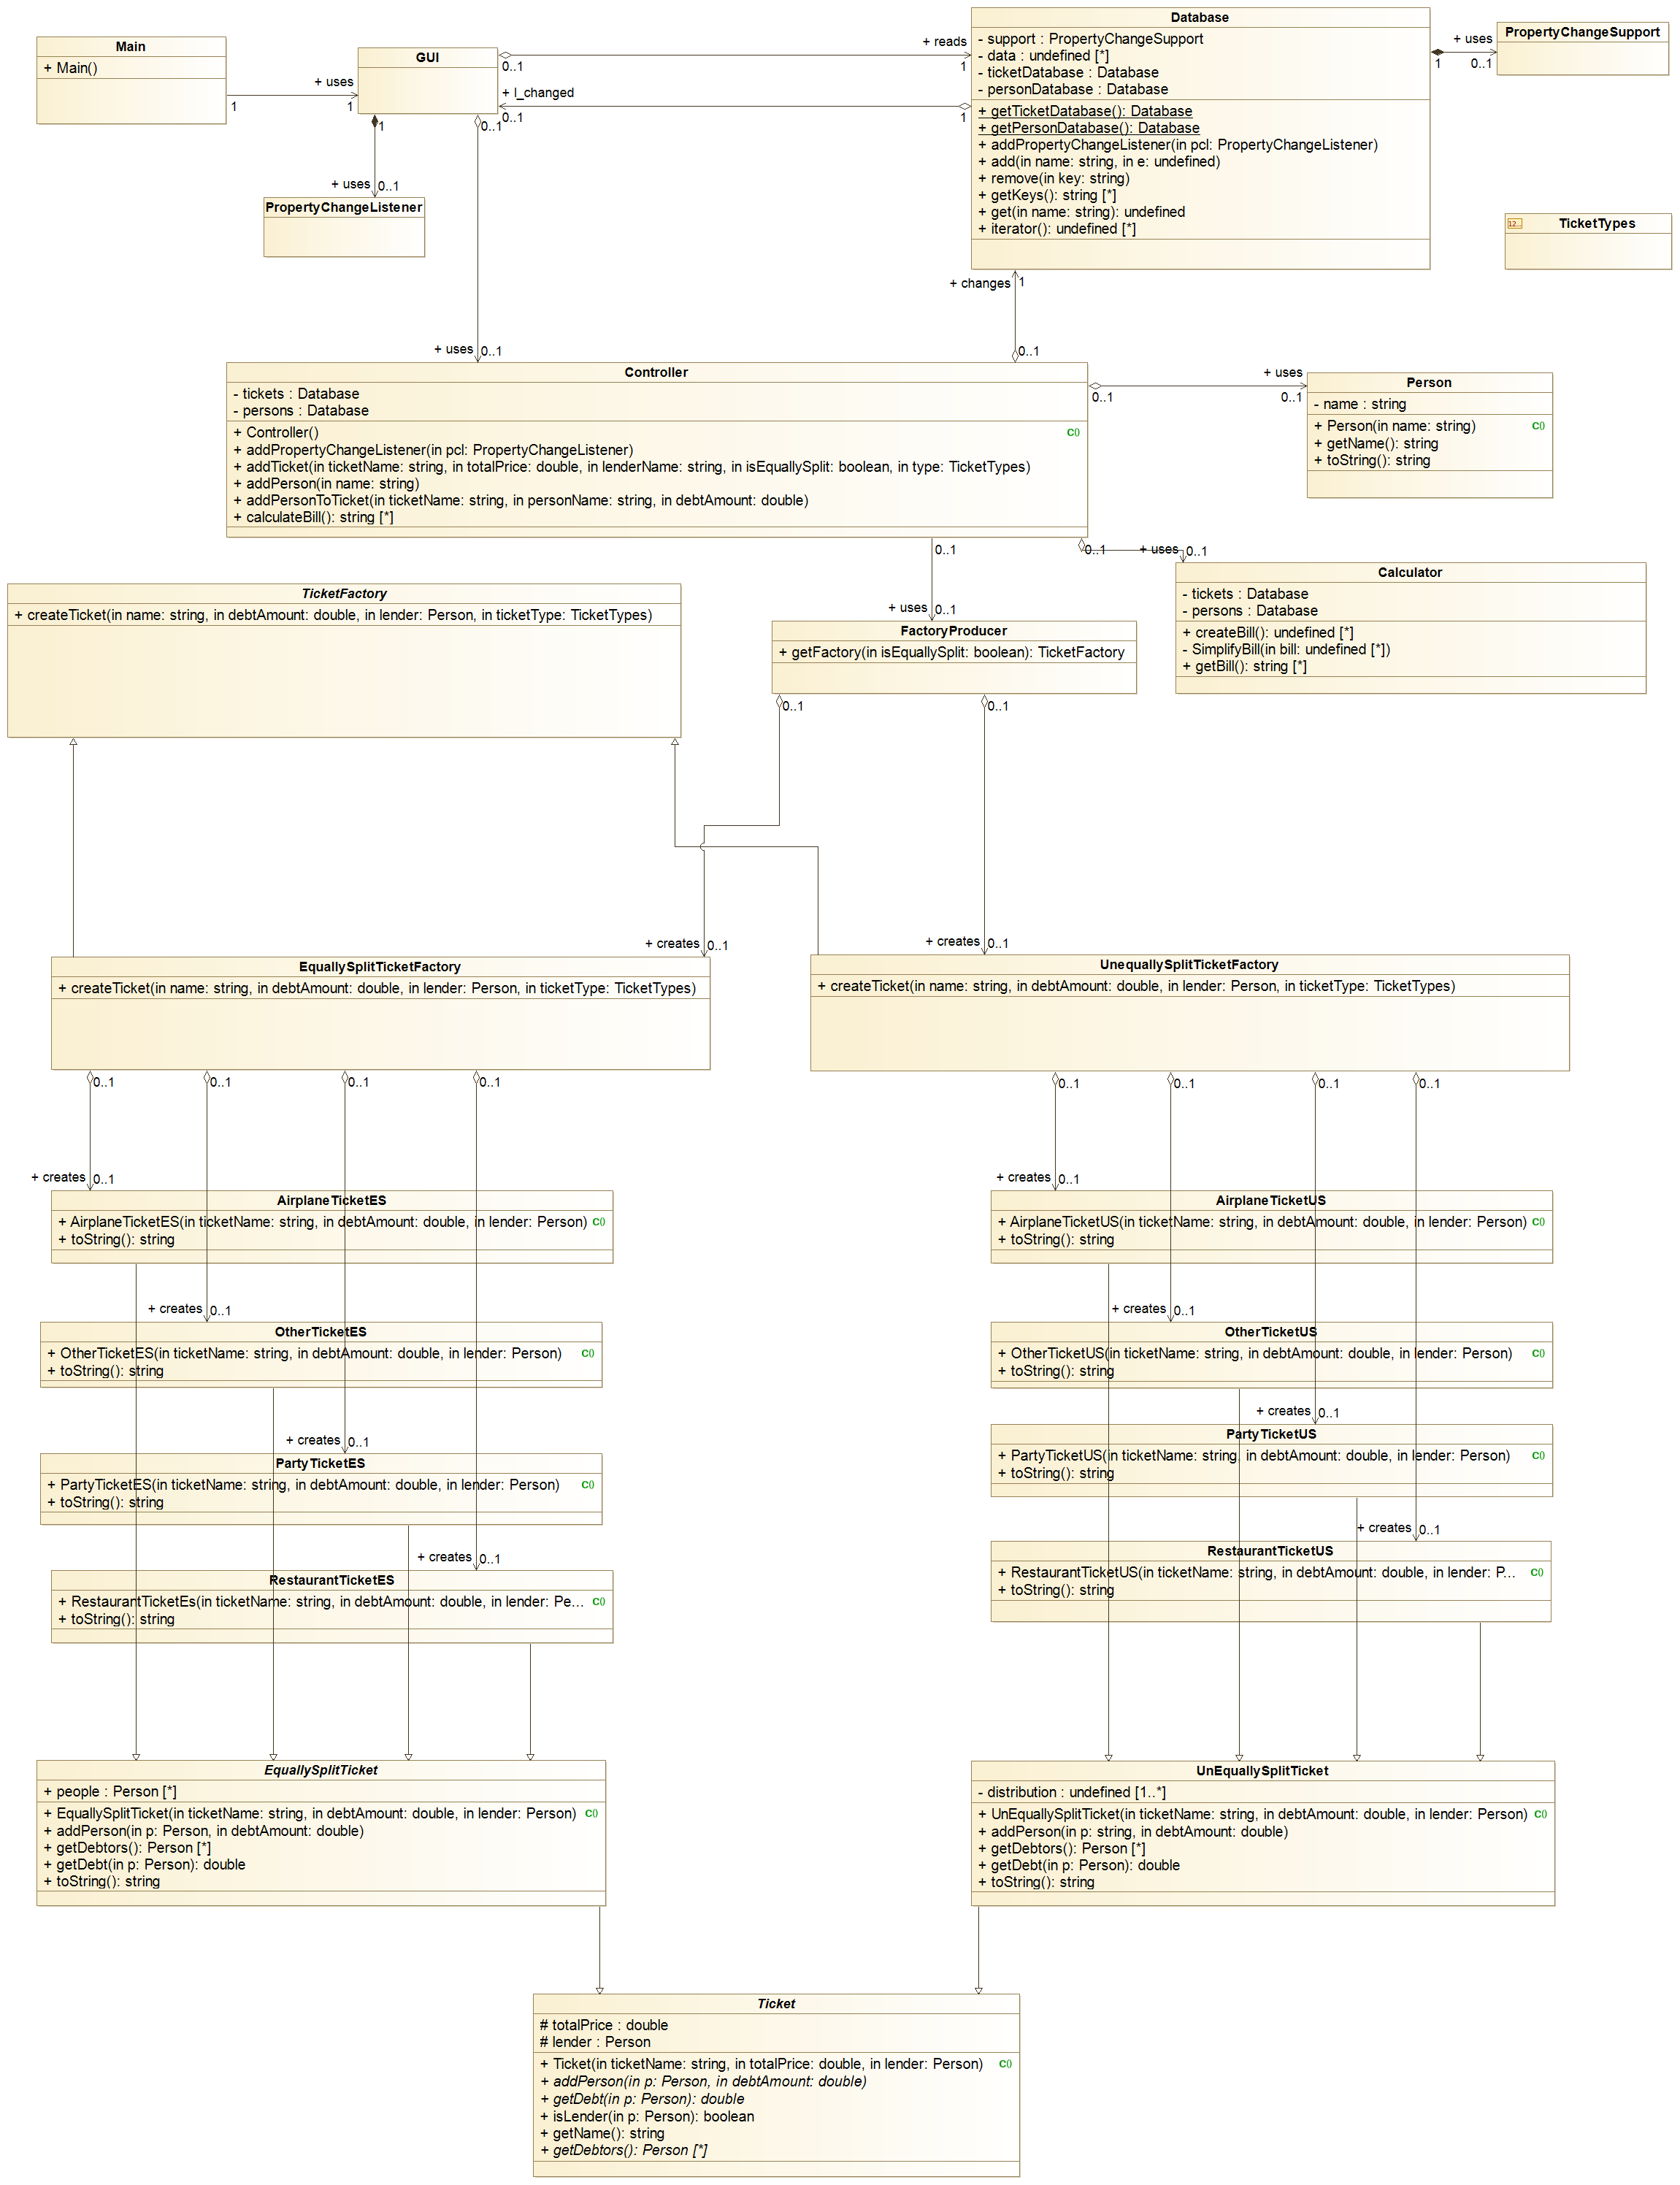 Main
+ Main()
+ uses
1
1
GUI
+ reads
0..1
1
+ I_changed
0..1
1
Database
- support : PropertyChangeSupport
- data : undefined [*]
- ticketDatabase : Database
- personDatabase : Database
+ getTicketDatabase(): Database
+ getPersonDatabase(): Database
+ addPropertyChangeListener(in pcl: PropertyChangeListener)
+ add(in name: string, in e: undefined)
+ remove(in key: string)
+ getKeys(): string [*]
+ get(in name: string): undefined
+ iterator(): undefined [*]
+ uses
1
0..1
PropertyChangeSupport
1
0..1
+ uses
0..1
PropertyChangeListener
12...
TicketTypes
+ changes
1
+ uses
0..1
0..1
Controller
- tickets : Database
- persons : Database
+ Controller()
C()
+ addPropertyChangeListener(in pcl: PropertyChangeListener)
+ addTicket(in ticketName: string, in totalPrice: double, in lenderName: string, in isEquallySplit: boolean, in type: TicketTypes)
+ addPerson(in name: string)
+ addPersonToTicket(in ticketName: string, in personName: string, in debtAmount: double)
+ calculateBill(): string [*]
+ uses
0..1
0..1
Person
- name : string
+ Person(in name: string)
C()
+ getName(): string
+ toString(): string
0..1
0..1
+ uses
0..1
Calculator
- tickets : Database
- persons : Database
+ createBill(): undefined [*]
- SimplifyBill(in bill: undefined [*])
+ getBill(): string [*]
TicketFactory
+ createTicket(in name: string, in debtAmount: double, in lender: Person, in ticketType: TicketTypes)
+ uses
0..1
FactoryProducer
+ getFactory(in isEquallySplit: boolean): TicketFactory
0..1
0..1
+ creates
0..1
+ creates
0..1
EquallySplitTicketFactory
+ createTicket(in name: string, in debtAmount: double, in lender: Person, in ticketType: TicketTypes)
UnequallySplitTicketFactory
+ createTicket(in name: string, in debtAmount: double, in lender: Person, in ticketType: TicketTypes)
0..1
0..1
0..1
0..1
0..1
0..1
0..1
0..1
+ creates
0..1
AirplaneTicketES
+ AirplaneTicketES(in ticketName: string, in debtAmount: double, in lender: Person)
C()
+ toString(): string
+ creates
0..1
AirplaneTicketUS
+ AirplaneTicketUS(in ticketName: string, in debtAmount: double, in lender: Person)
C()
+ toString(): string
+ creates
0..1
OtherTicketES
+ OtherTicketES(in ticketName: string, in debtAmount: double, in lender: Person)
C()
+ toString(): string
+ creates
0..1
OtherTicketUS
+ OtherTicketUS(in ticketName: string, in debtAmount: double, in lender: Person)
C()
+ toString(): string
+ creates
0..1
PartyTicketES
+ PartyTicketES(in ticketName: string, in debtAmount: double, in lender: Person)
C()
+ toString(): string
+ creates
0..1
PartyTicketUS
+ PartyTicketUS(in ticketName: string, in debtAmount: double, in lender: Person)
C()
+ toString(): string
+ creates
0..1
RestaurantTicketES
+ RestaurantTicketEs(in ticketName: string, in debtAmount: double, in lender: Pe...
C()
+ toString(): string
+ creates
0..1
RestaurantTicketUS
+ RestaurantTicketUS(in ticketName: string, in debtAmount: double, in lender: P...
C()
+ toString(): string
EquallySplitTicket
+ people : Person [*]
+ EquallySplitTicket(in ticketName: string, in debtAmount: double, in lender: Person)
C()
+ addPerson(in p: Person, in debtAmount: double)
+ getDebtors(): Person [*]
+ getDebt(in p: Person): double
+ toString(): string
UnEquallySplitTicket
- distribution : undefined [1..*]
+ UnEquallySplitTicket(in ticketName: string, in debtAmount: double, in lender: Person)
C()
+ addPerson(in p: string, in debtAmount: double)
+ getDebtors(): Person [*]
+ getDebt(in p: Person): double
+ toString(): string
Ticket
# totalPrice : double
# lender : Person
+ Ticket(in ticketName: string, in totalPrice: double, in lender: Person)
C()
+ addPerson(in p: Person, in debtAmount: double)
+ getDebt(in p: Person): double
+ isLender(in p: Person): boolean
+ getName(): string
+ getDebtors(): Person [*]